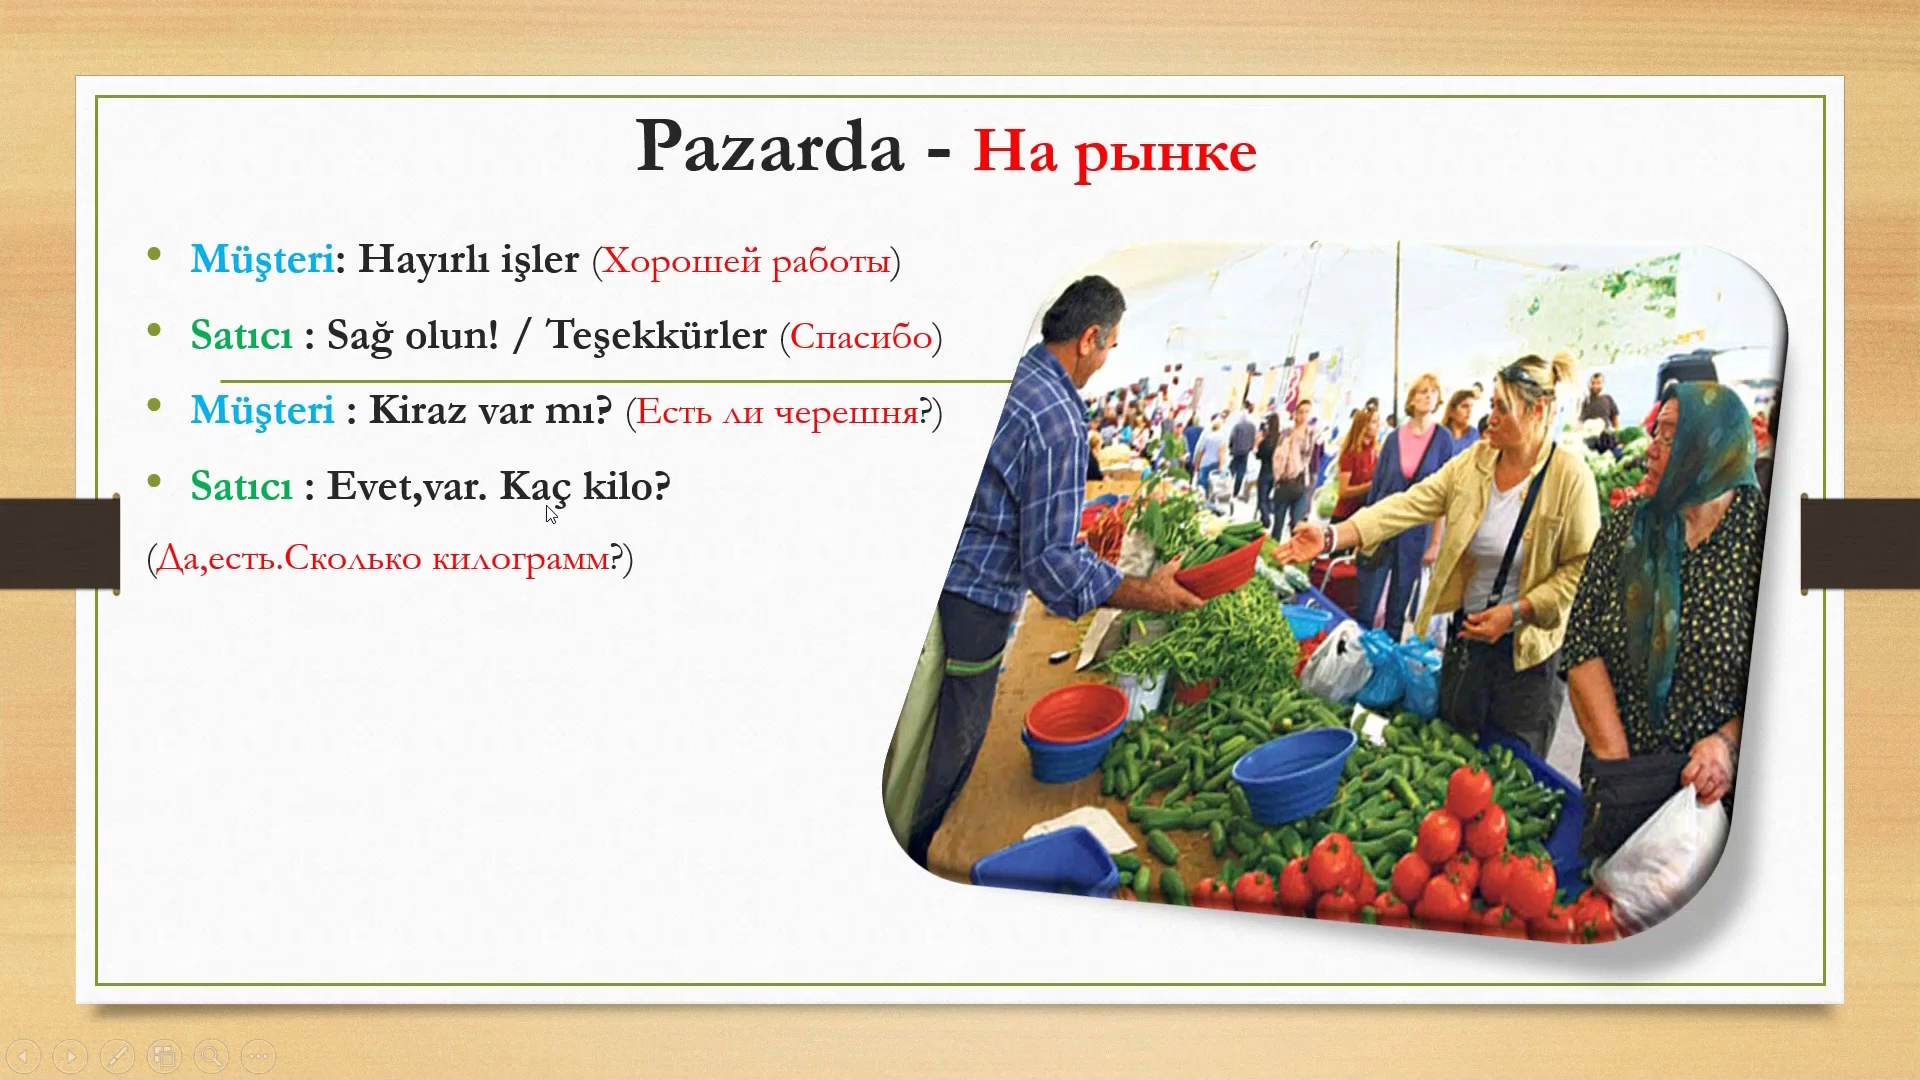 Pazarda - На рынке
Müşteri: Hayırlı işler (Хорошей работы)
Satıcı : Sağ olun! / Teşekkürler (Спасибо)
Müşteri : Kiraz var mı? (Есть ли черешня?)
Satıcı : Evet,var. Kaç kilo?
(Да,есть.Сколько килограмм?)